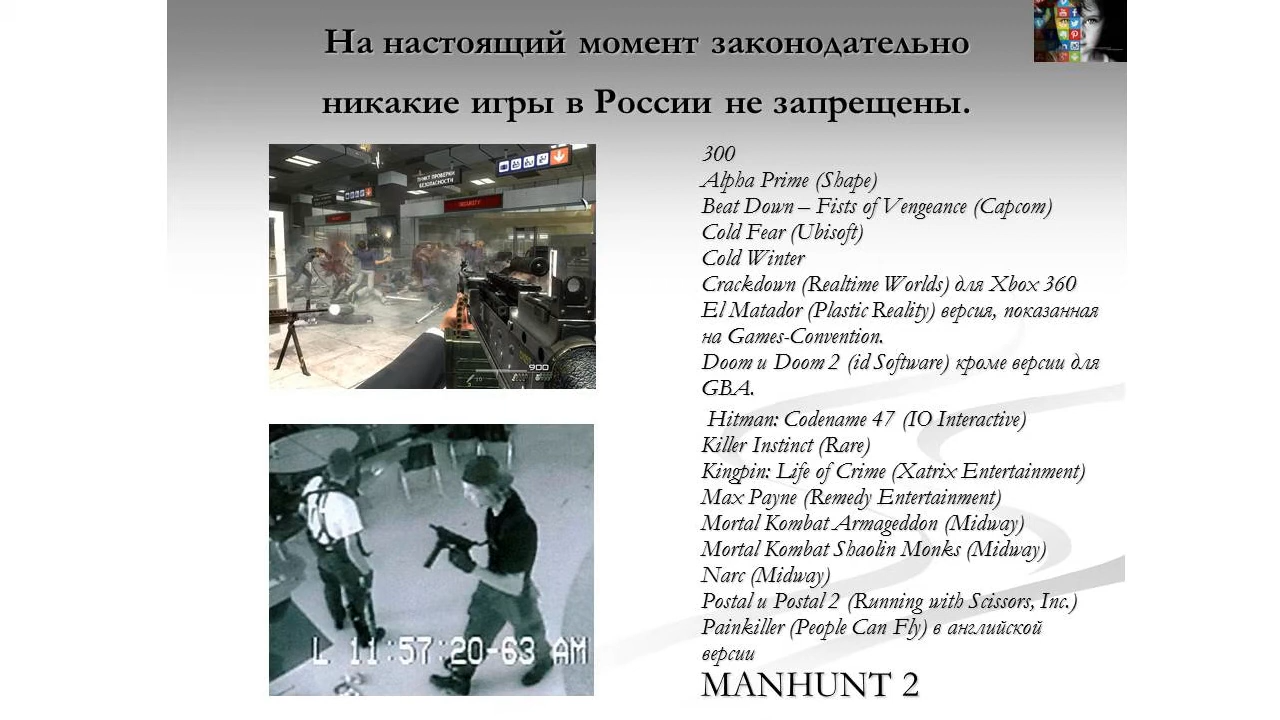 На настоящий момент законодательно
никакие игры в России не запрещены.
ПУНКТ ПРОВЕРКИ
БЕЗОПАСНОСТИ
SECURITY
900
300
Alpha Prime (Shape)
Beat Down – Fists of Vengeance (Capcom)
Cold Fear (Ubisoft)
Cold Winter
Crackdown (Realtime Worlds) для Xbox 360
El Matador (Plastic Reality) версия, показанная
на Games-Convention.
Doom и Doom 2 (id Software) кроме версии для
GBA.
Hitman: Codename 47 (IO Interactive)
Killer Instinct (Rare)
Kingpin: Life of Crime (Xatrix Entertainment)
Max Payne (Remedy Entertainment)
Mortal Kombat Armageddon (Midway)
Mortal Kombat Shaolin Monks (Midway)
Narc (Midway)
Postal и Postal 2 (Running with Scissors, Inc.)
Painkiller (People Can Fly) в английской
версии
MANHUNT 2
L 11:57:20-63 AM